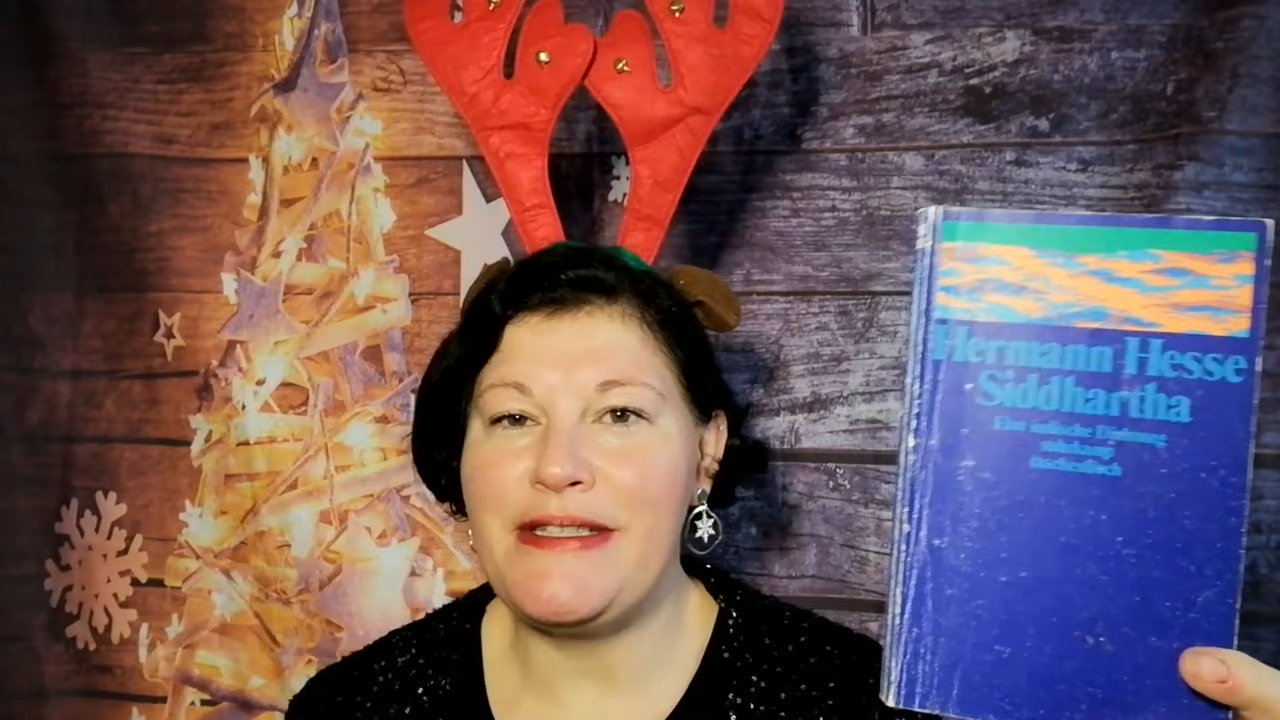 Hermann Hesse
Siddhartha
Eine indische Dichtung
suhrkamp
taschenbuch